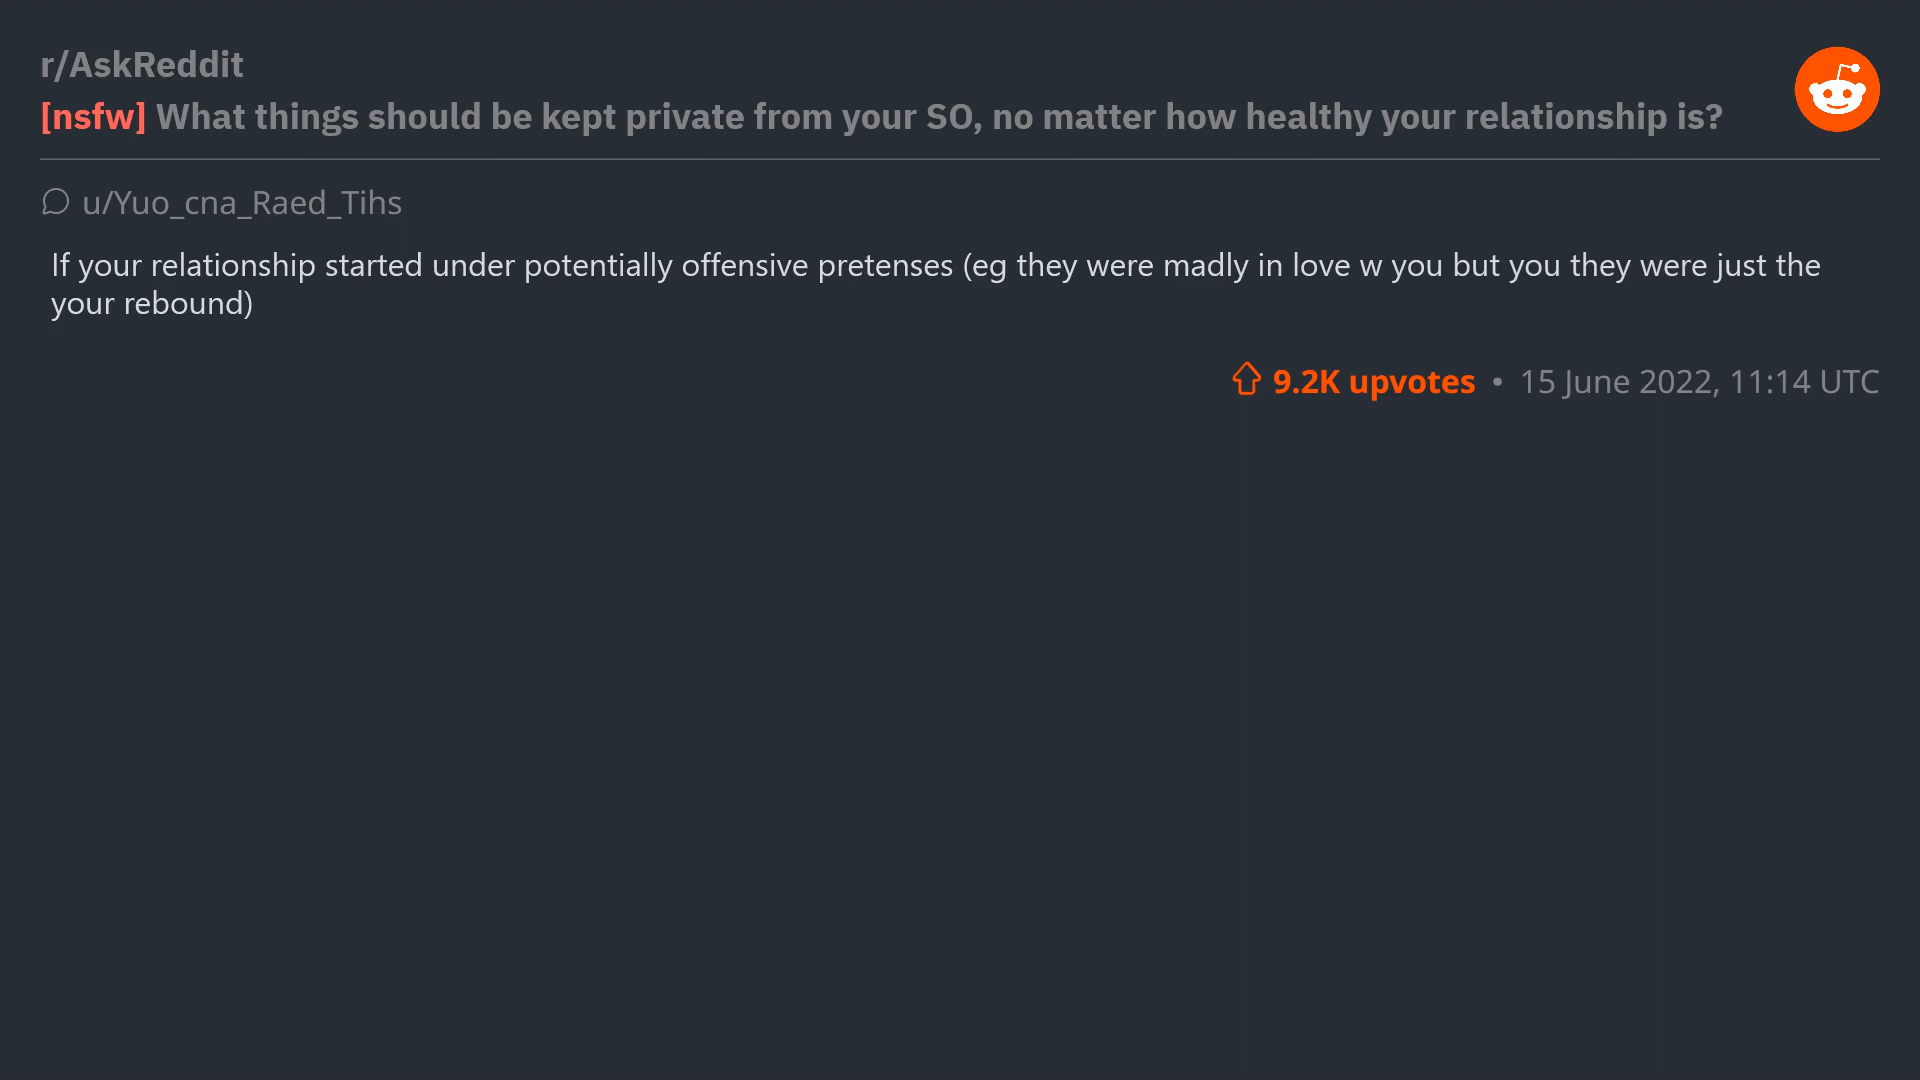 r/AskReddit
[nsfw] What things should be kept private from your SO, no matter how healthy your relationship is?
u/Yuo_cna_Raed_Tihs
If your relationship started under potentially offensive pretenses (eg they were madly in love w you but you they were just the
your rebound)
9.2K upvotes • 15 June 2022, 11:14 UTC